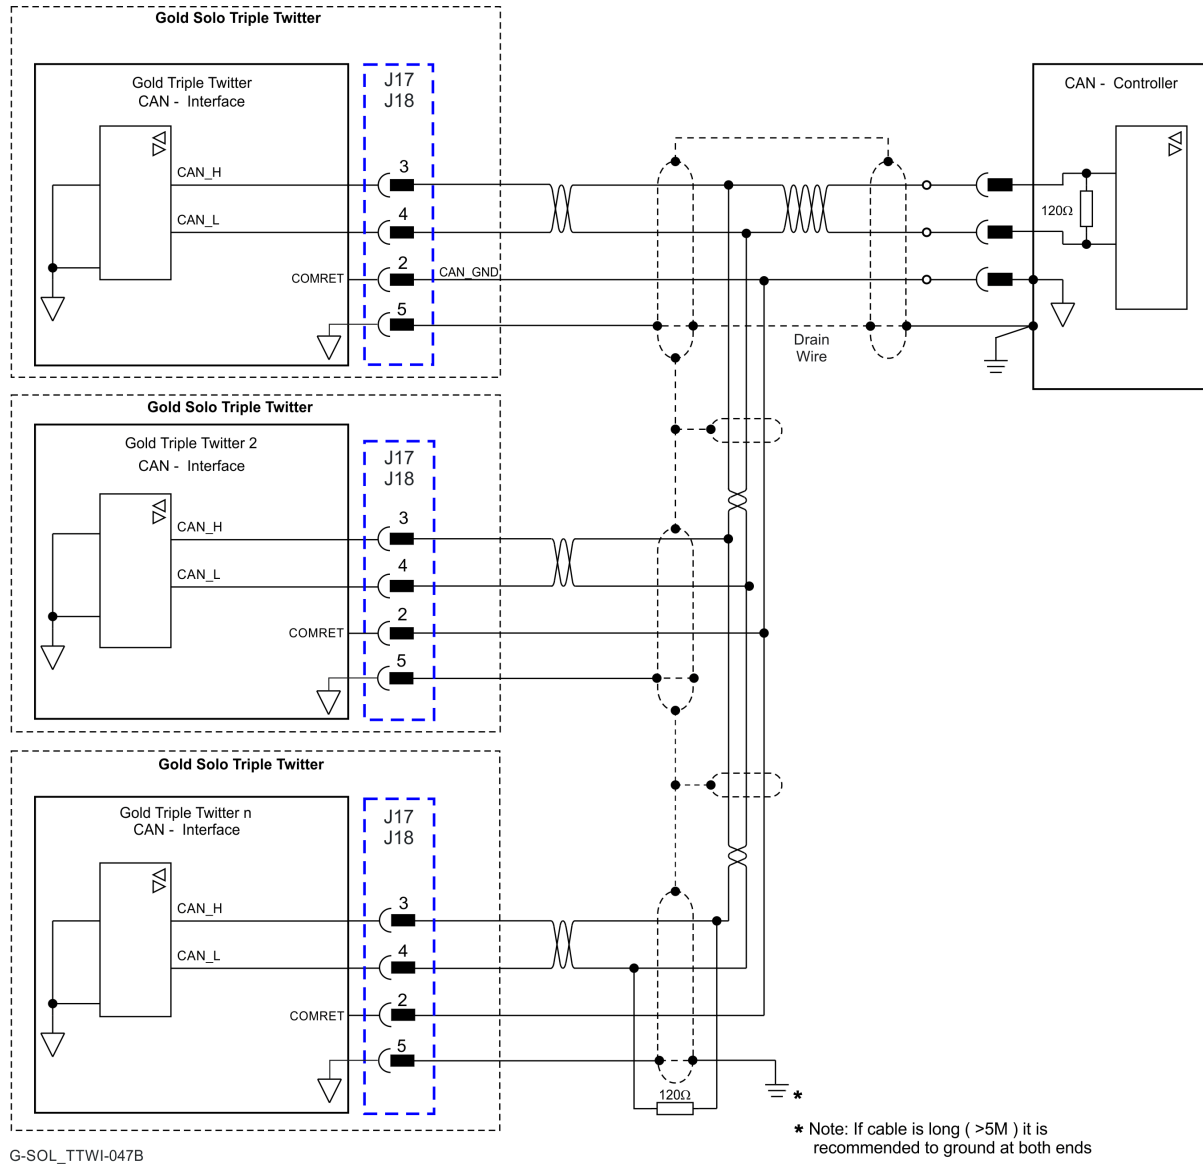 Gold Solo Triple Twitter
Gold Triple Twitter
CAN - Interface
J17
J18
CAN - Controller
CAN_H
3
CAN_L
4
120Ω
COMRET
2
CAN_GND
5
Drain
Wire
Gold Solo Triple Twitter
Gold Triple Twitter 2
CAN - Interface
J17
J18
CAN_H
3
CAN_L
4
COMRET
2
5
Gold Solo Triple Twitter
Gold Triple Twitter n
CAN - Interface
J17
J18
CAN_H
3
CAN_L
4
COMRET
2
5
120Ω
*
* Note: If cable is long ( >5M ) it is
recommended to ground at both ends
G-SOL_TTWI-047B